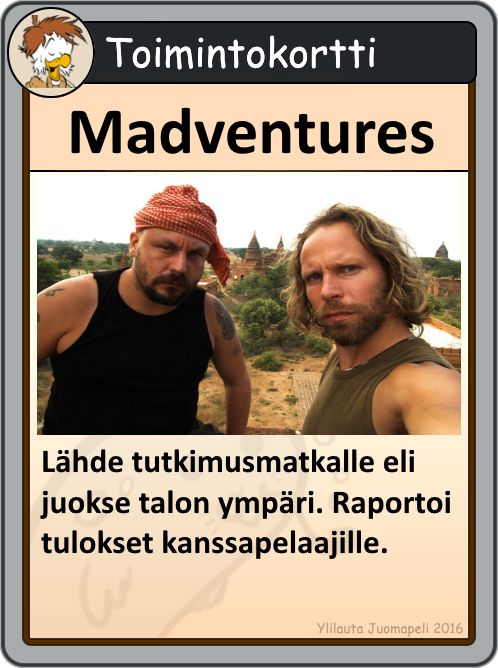 Toimintokortti
Madventures
Lähde tutkimusmatkalle eli
juokse talon ympäri. Raportoi
tulokset kanssapelaajille.
Ylilauta Juomapeli 2016